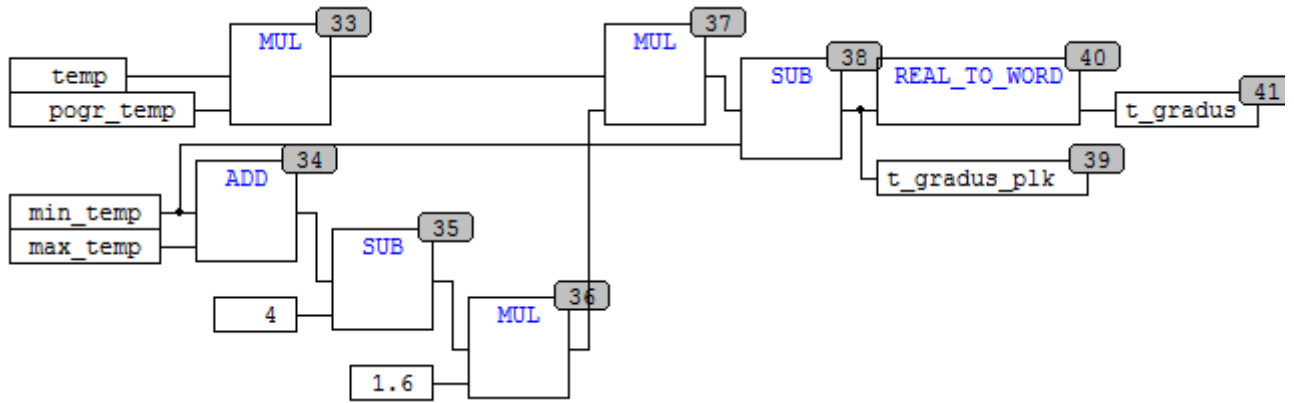 33
MUL
temp
pogr_temp
37
MUL
38
SUB
40
REAL_TO_WORD
41
t_gradus
39
t_gradus_plk
34
ADD
min_temp
max_temp
35
SUB
4
36
MUL
1.6